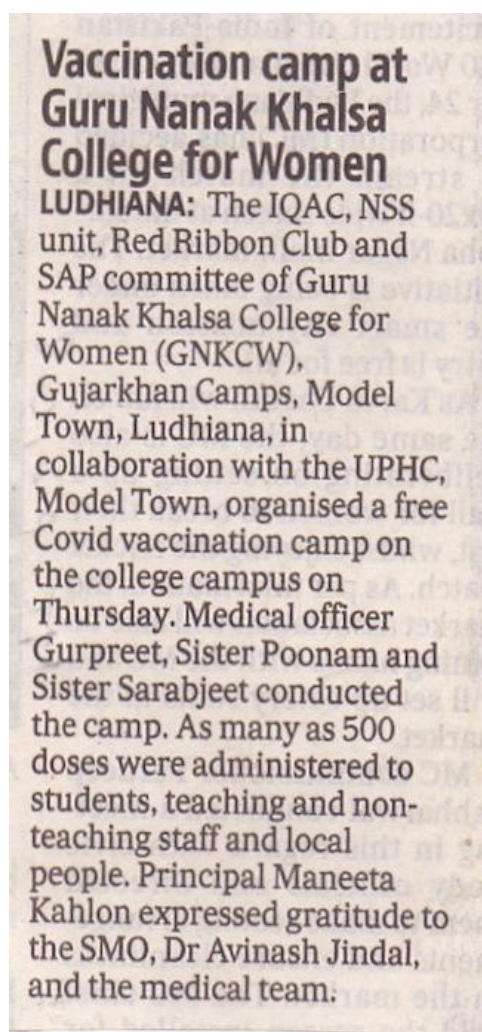 Vaccination camp at
Guru Nanak Khalsa
College for Women
LUDHIANA: The IQAC, NSS
unit, Red Ribbon Club and
SAP committee of Guru
Nanak Khalsa College for
Women (GNKCW),
Gujarkhan Camps, Model
Town, Ludhiana, in
collaboration with the UPHC,
Model Town, organised a free
Covid vaccination camp on
the college campus on
Thursday. Medical officer
Gurpreet, Sister Poonam and
Sister Sarabjeet conducted
the camp. As many as 500
doses were administered to
students, teaching and non-
teaching staff and local
people. Principal Maneeta
Kahlon expressed gratitude to
the SMO, Dr Avinash Jindal,
and the medical team.